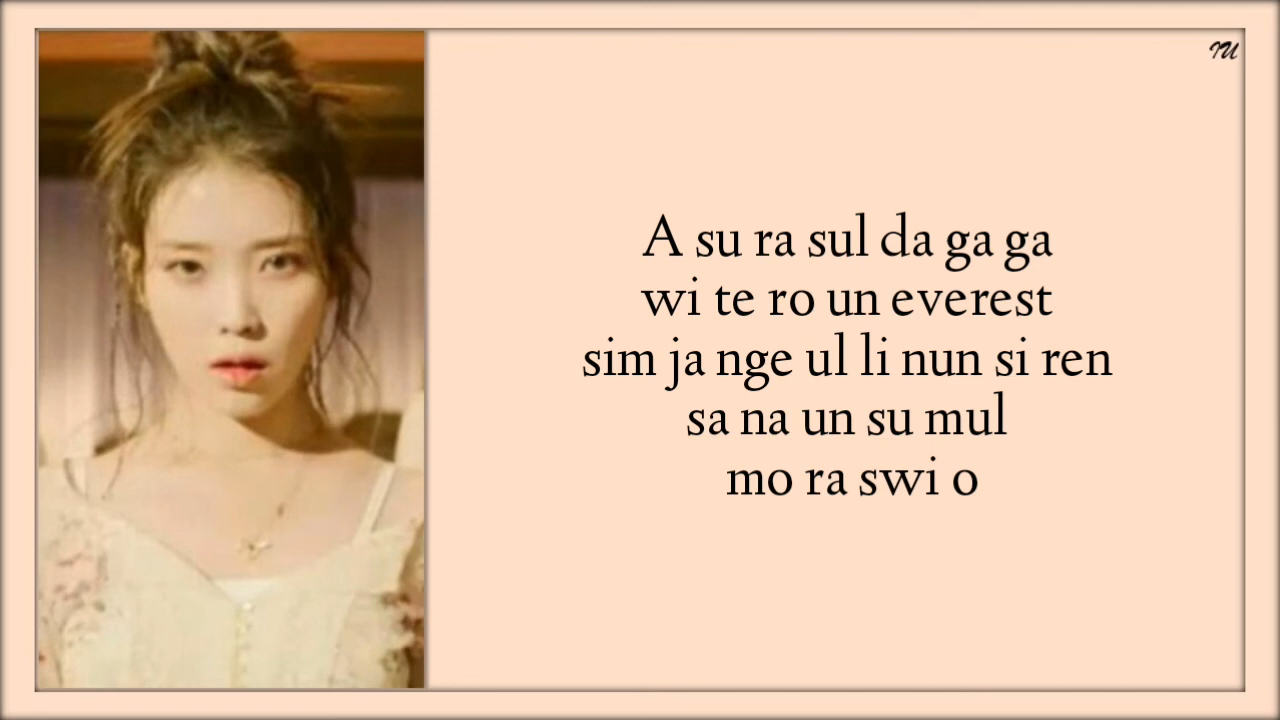 IU
A su ra sul da ga ga
wi te ro un everest
sim ja nge ul li nun si ren
sa na un su mul
mo ra swi o